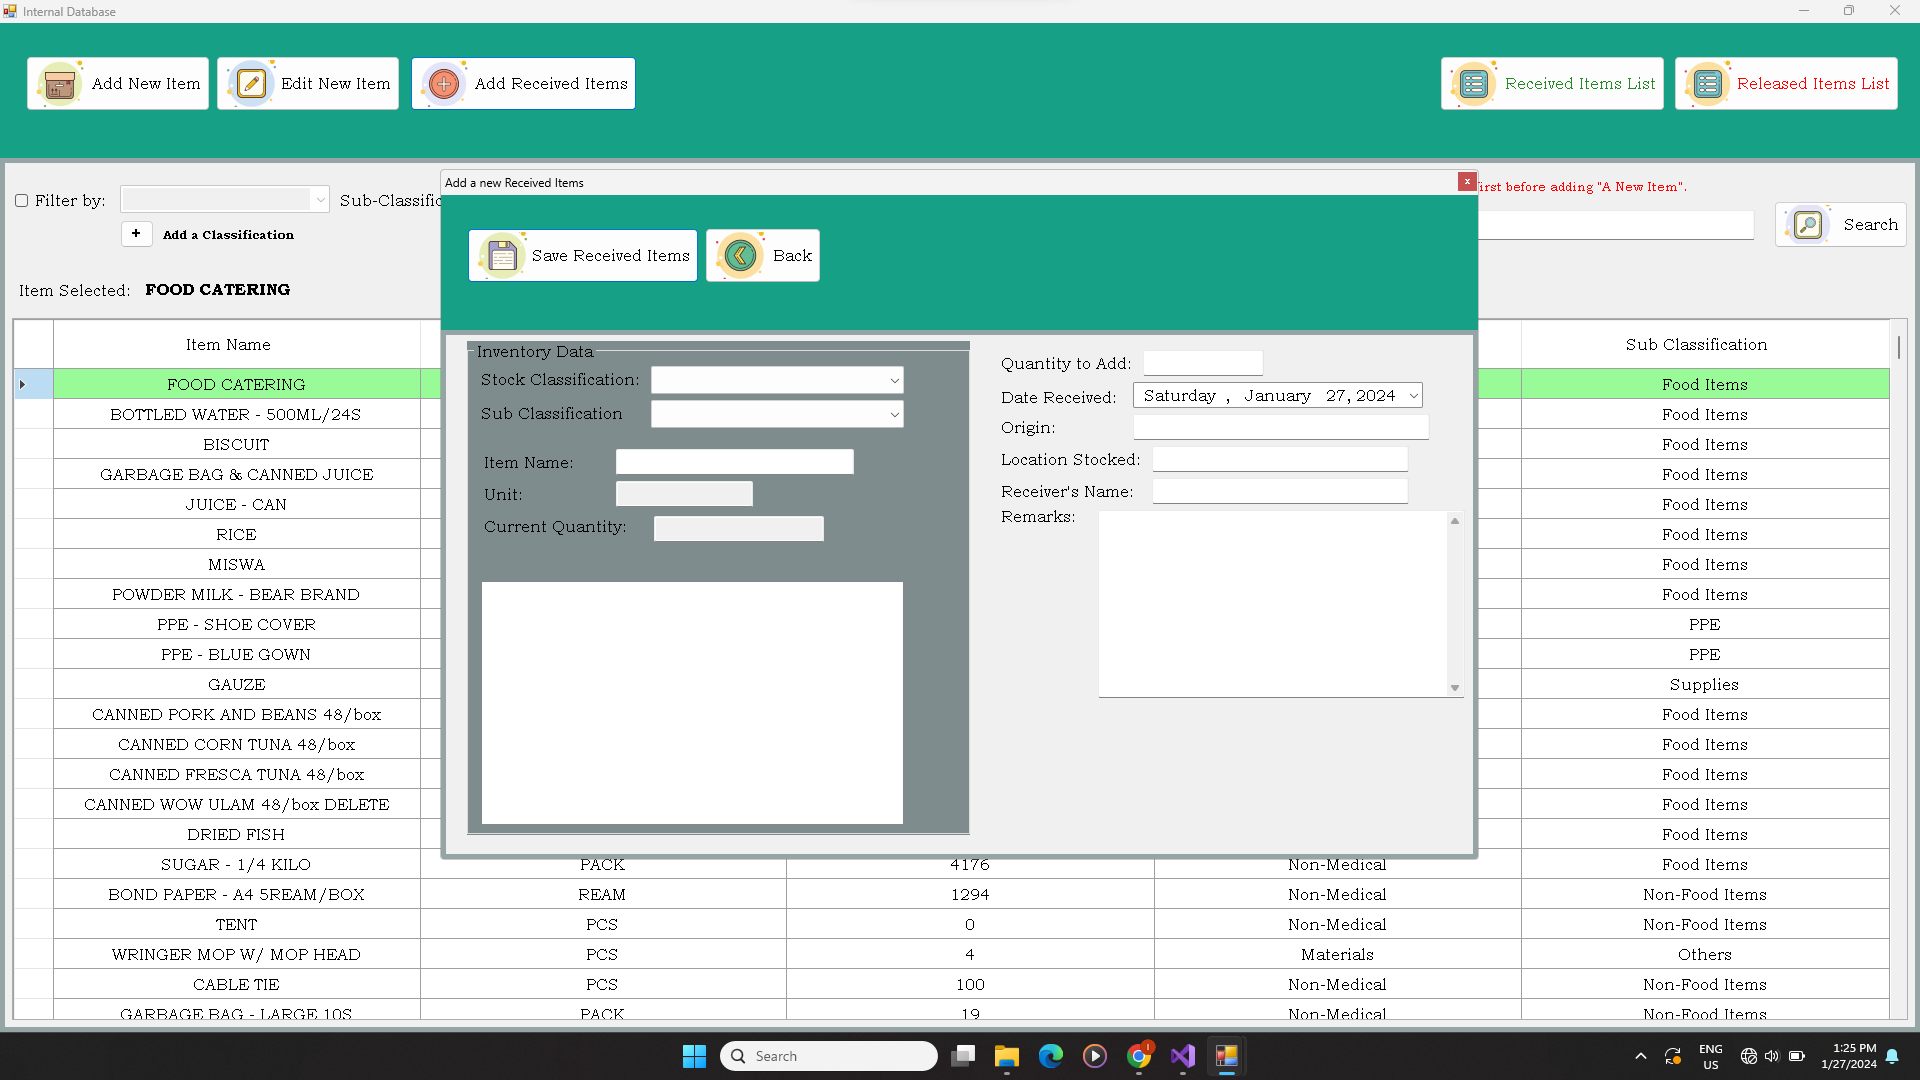 Internal Database
Add New Item
Edit New Item
Add Received Items
Received Items List
Released Items List
Filter by:
Sub-Classific
irst before adding "A New Item".
+ Add a Classification
Search
Item Selected: FOOD CATERING
Add a new Received Items
x
Save Received Items
Back
Inventory Data
Stock Classification:
Sub Classification
Item Name:
Unit:
Current Quantity:
Quantity to Add:
Date Received: Saturday , January 27, 2024
Origin:
Location Stocked:
Receiver's Name:
Remarks:
Item Name Sub Classification
FOOD CATERING Food Items
BOTTLED WATER - 500ML/24S Food Items
BISCUIT Food Items
GARBAGE BAG & CANNED JUICE Food Items
JUICE - CAN Food Items
RICE Food Items
MISWA Food Items
POWDER MILK - BEAR BRAND Food Items
PPE - SHOE COVER PPE
PPE - BLUE GOWN PPE
GAUZE Supplies
CANNED PORK AND BEANS 48/box Food Items
CANNED CORN TUNA 48/box Food Items
CANNED FRESCA TUNA 48/box Food Items
CANNED WOW ULAM 48/box DELETE Food Items
DRIED FISH Food Items
SUGAR - 1/4 KILO PACK 4176 Non-Medical Food Items
BOND PAPER - A4 5REAM/BOX REAM 1294 Non-Medical Non-Food Items
TENT PCS 0 Non-Medical Non-Food Items
WRINGER MOP W/ MOP HEAD PCS 4 Materials Others
CABLE TIE PCS 100 Non-Medical Non-Food Items
GARBAGE BAG - LARGE 10S PACK 19 Non-Medical Non-Food Items
Search
1
ENG
US
1:25 PM
1/27/2024